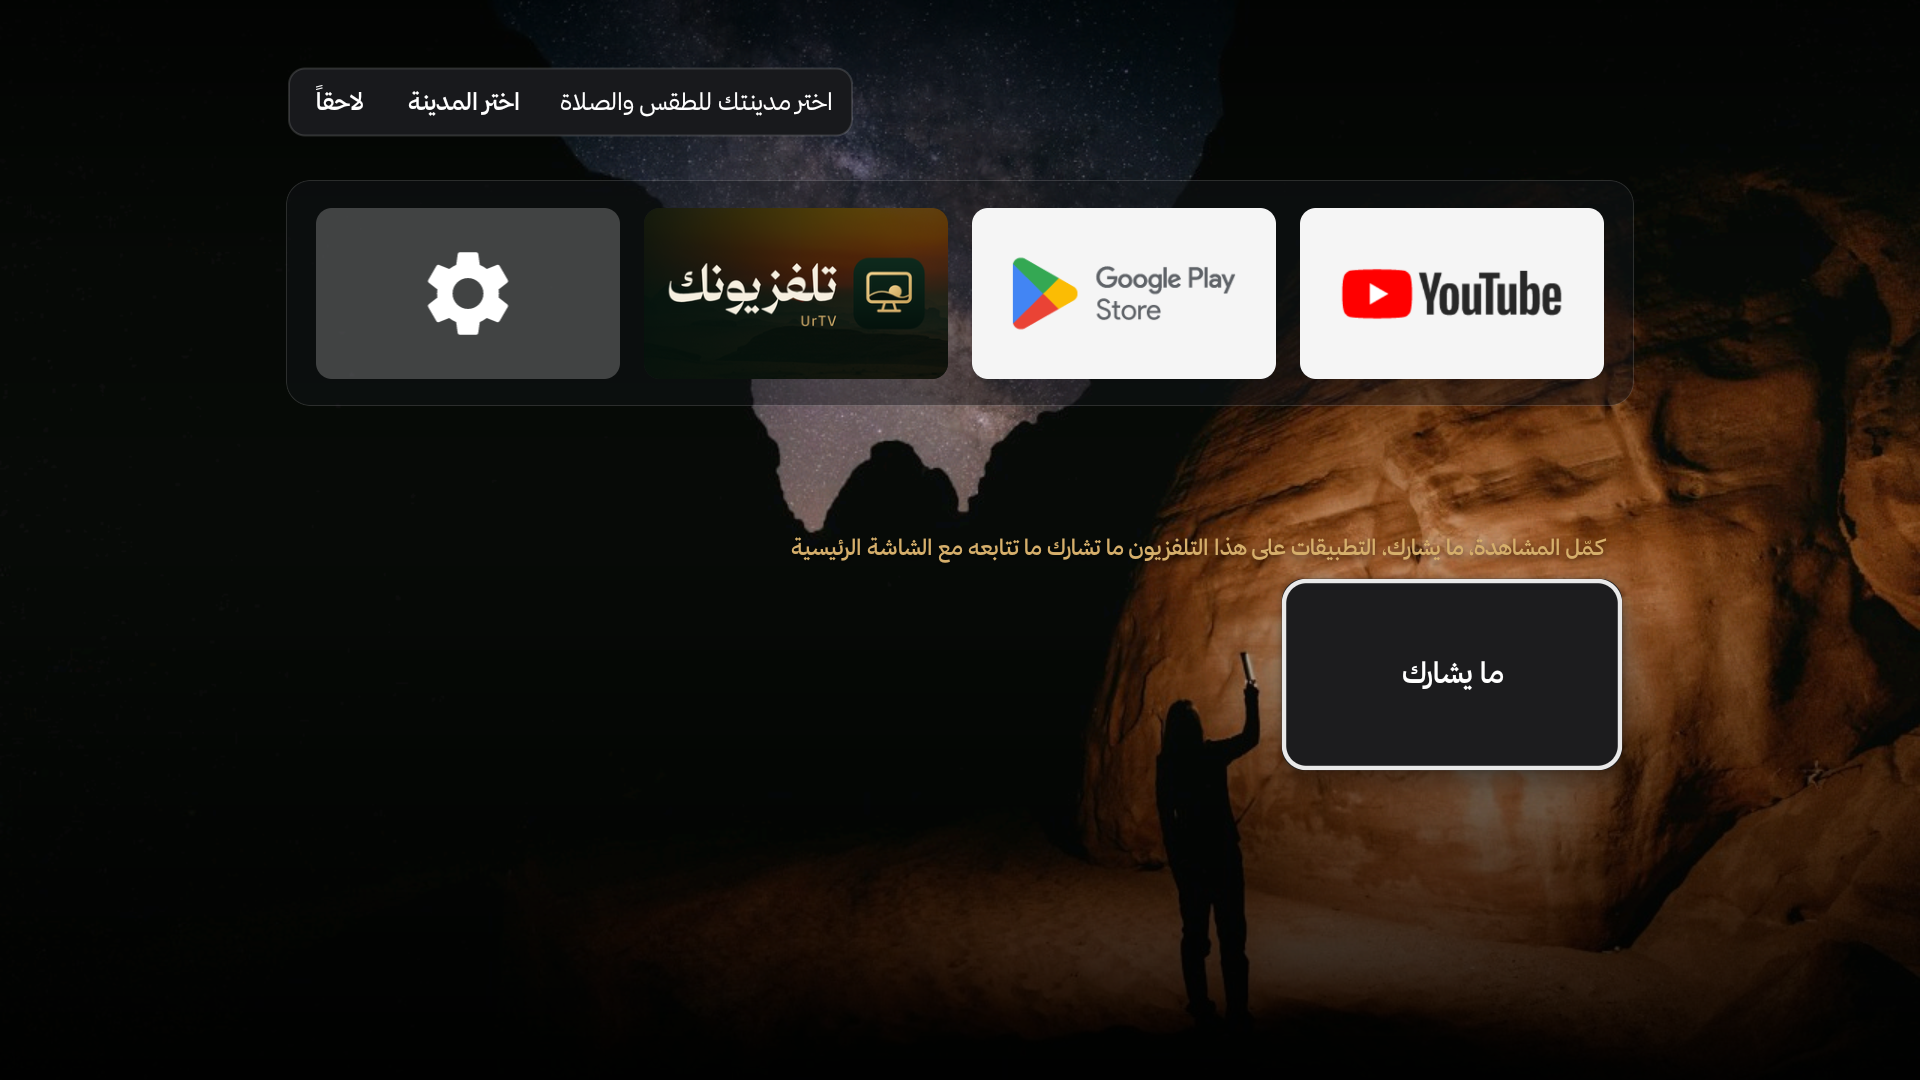 اختر مدينتك للطقس والصلاة
اختر المدينة
لاحقاً
YouTube
Google Play
Store
تلفزيونك
UrTV
كمّل المشاهدة، ما يشارك، التطبيقات على هذا التلفزيون ما تشارك ما تتابعه مع الشاشة الرئيسية
ما يشارك